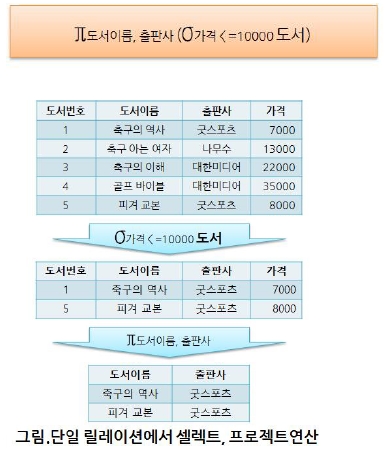 π도서이름, 출판사 (σ가격<=10000 도서)
도서번호 도서이름 출판사 가격
1 축구의 역사 굿스포츠 7000
2 축구 아는 여자 나무수 13000
3 축구의 이해 대한미디어 22000
4 골프 바이블 대한미디어 35000
5 피겨 교본 굿스포츠 8000
σ가격<=10000 도서
도서번호 도서이름 출판사 가격
1 축구의 역사 굿스포츠 7000
5 피겨 교본 굿스포츠 8000
π도서이름, 출판사
도서이름 출판사
축구의 역사 굿스포츠
피겨 교본 굿스포츠
그림.단일 릴레이션에서 셀렉트, 프로젝트연산